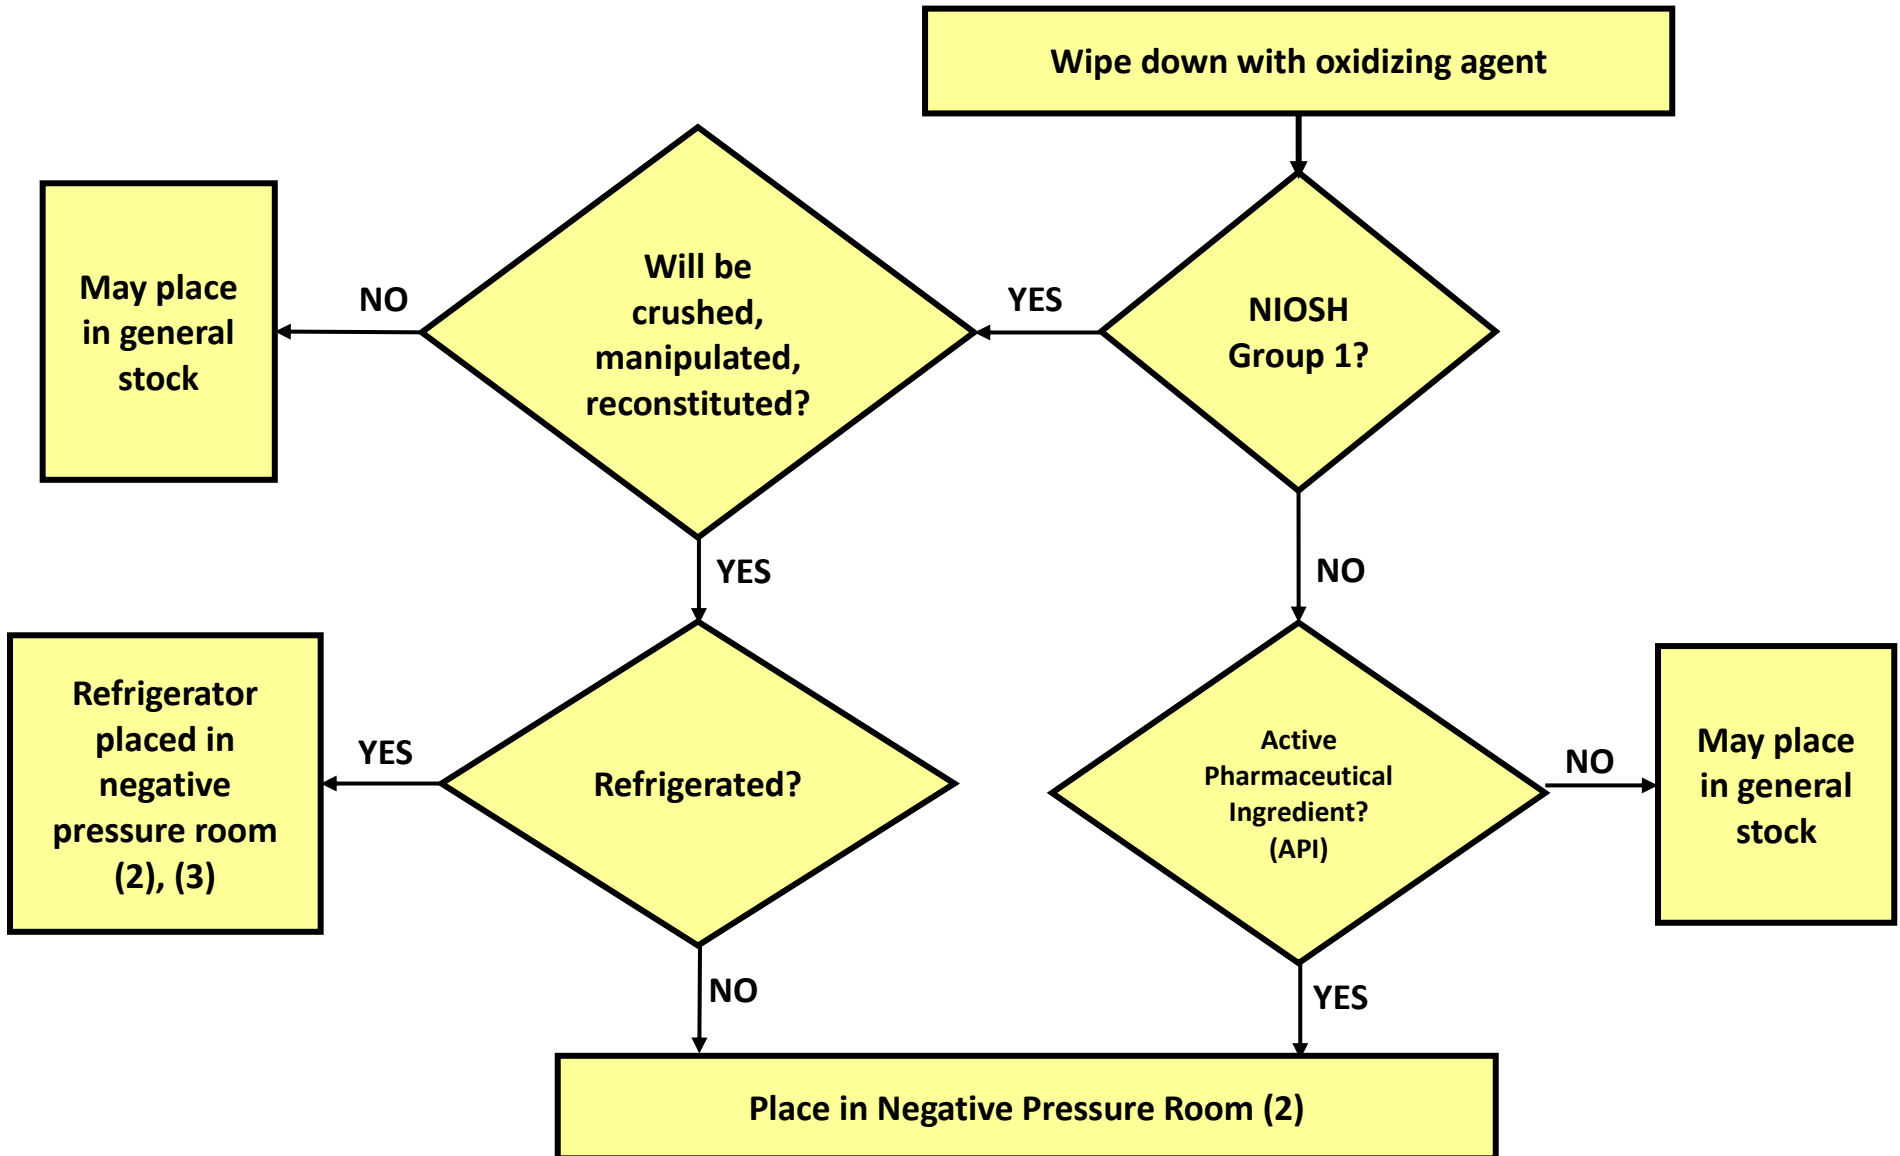 Wipe down with oxidizing agent
NIOSH
Group 1?
YES
Will be
crushed,
manipulated,
reconstituted?
NO
May place
in general
stock
YES
NO
Refrigerated?
YES
Refrigerator
placed in
negative
pressure room
(2), (3)
Active
Pharmaceutical
Ingredient?
(API)
NO
May place
in general
stock
NO
YES
Place in Negative Pressure Room (2)